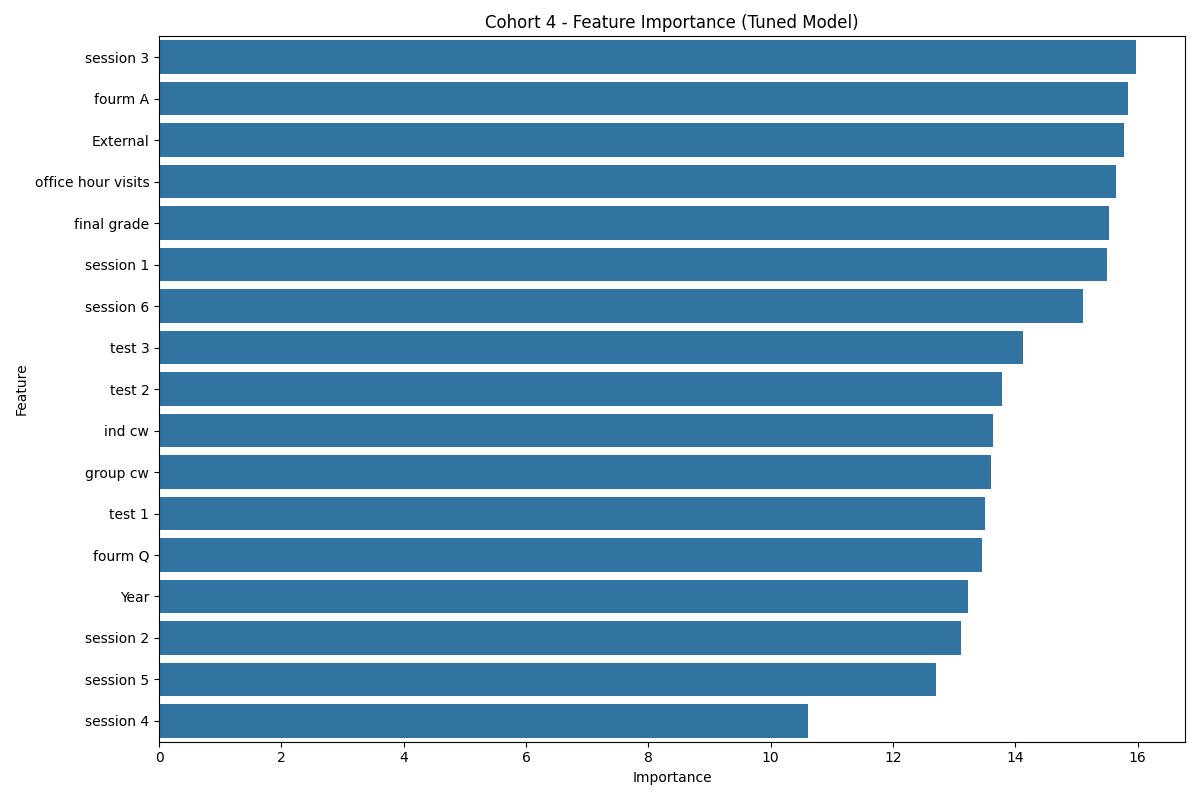 Cohort 4 - Feature Importance (Tuned Model)
session 3
fourm A
External
office hour visits
final grade
session 1
session 6
test 3
test 2
ind cw
group cw
test 1
fourm Q
Year
session 2
session 5
session 4
Feature
0 2 4 6 8 10 12 14 16
Importance